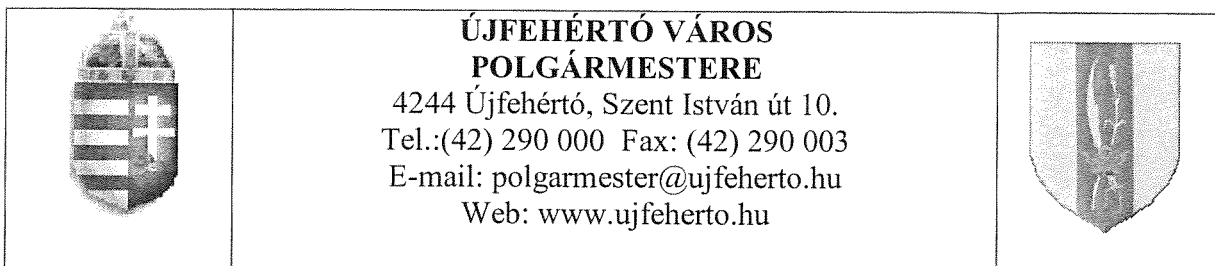 ÚJFEHÉRTÓ VÁROS
POLGÁRMESTERE
4244 Újfehértó, Szent István út 10.
Tel.:(42) 290 000 Fax: (42) 290 003
E-mail: polgarmester@ujfeherto.hu
Web: www.ujfeherto.hu